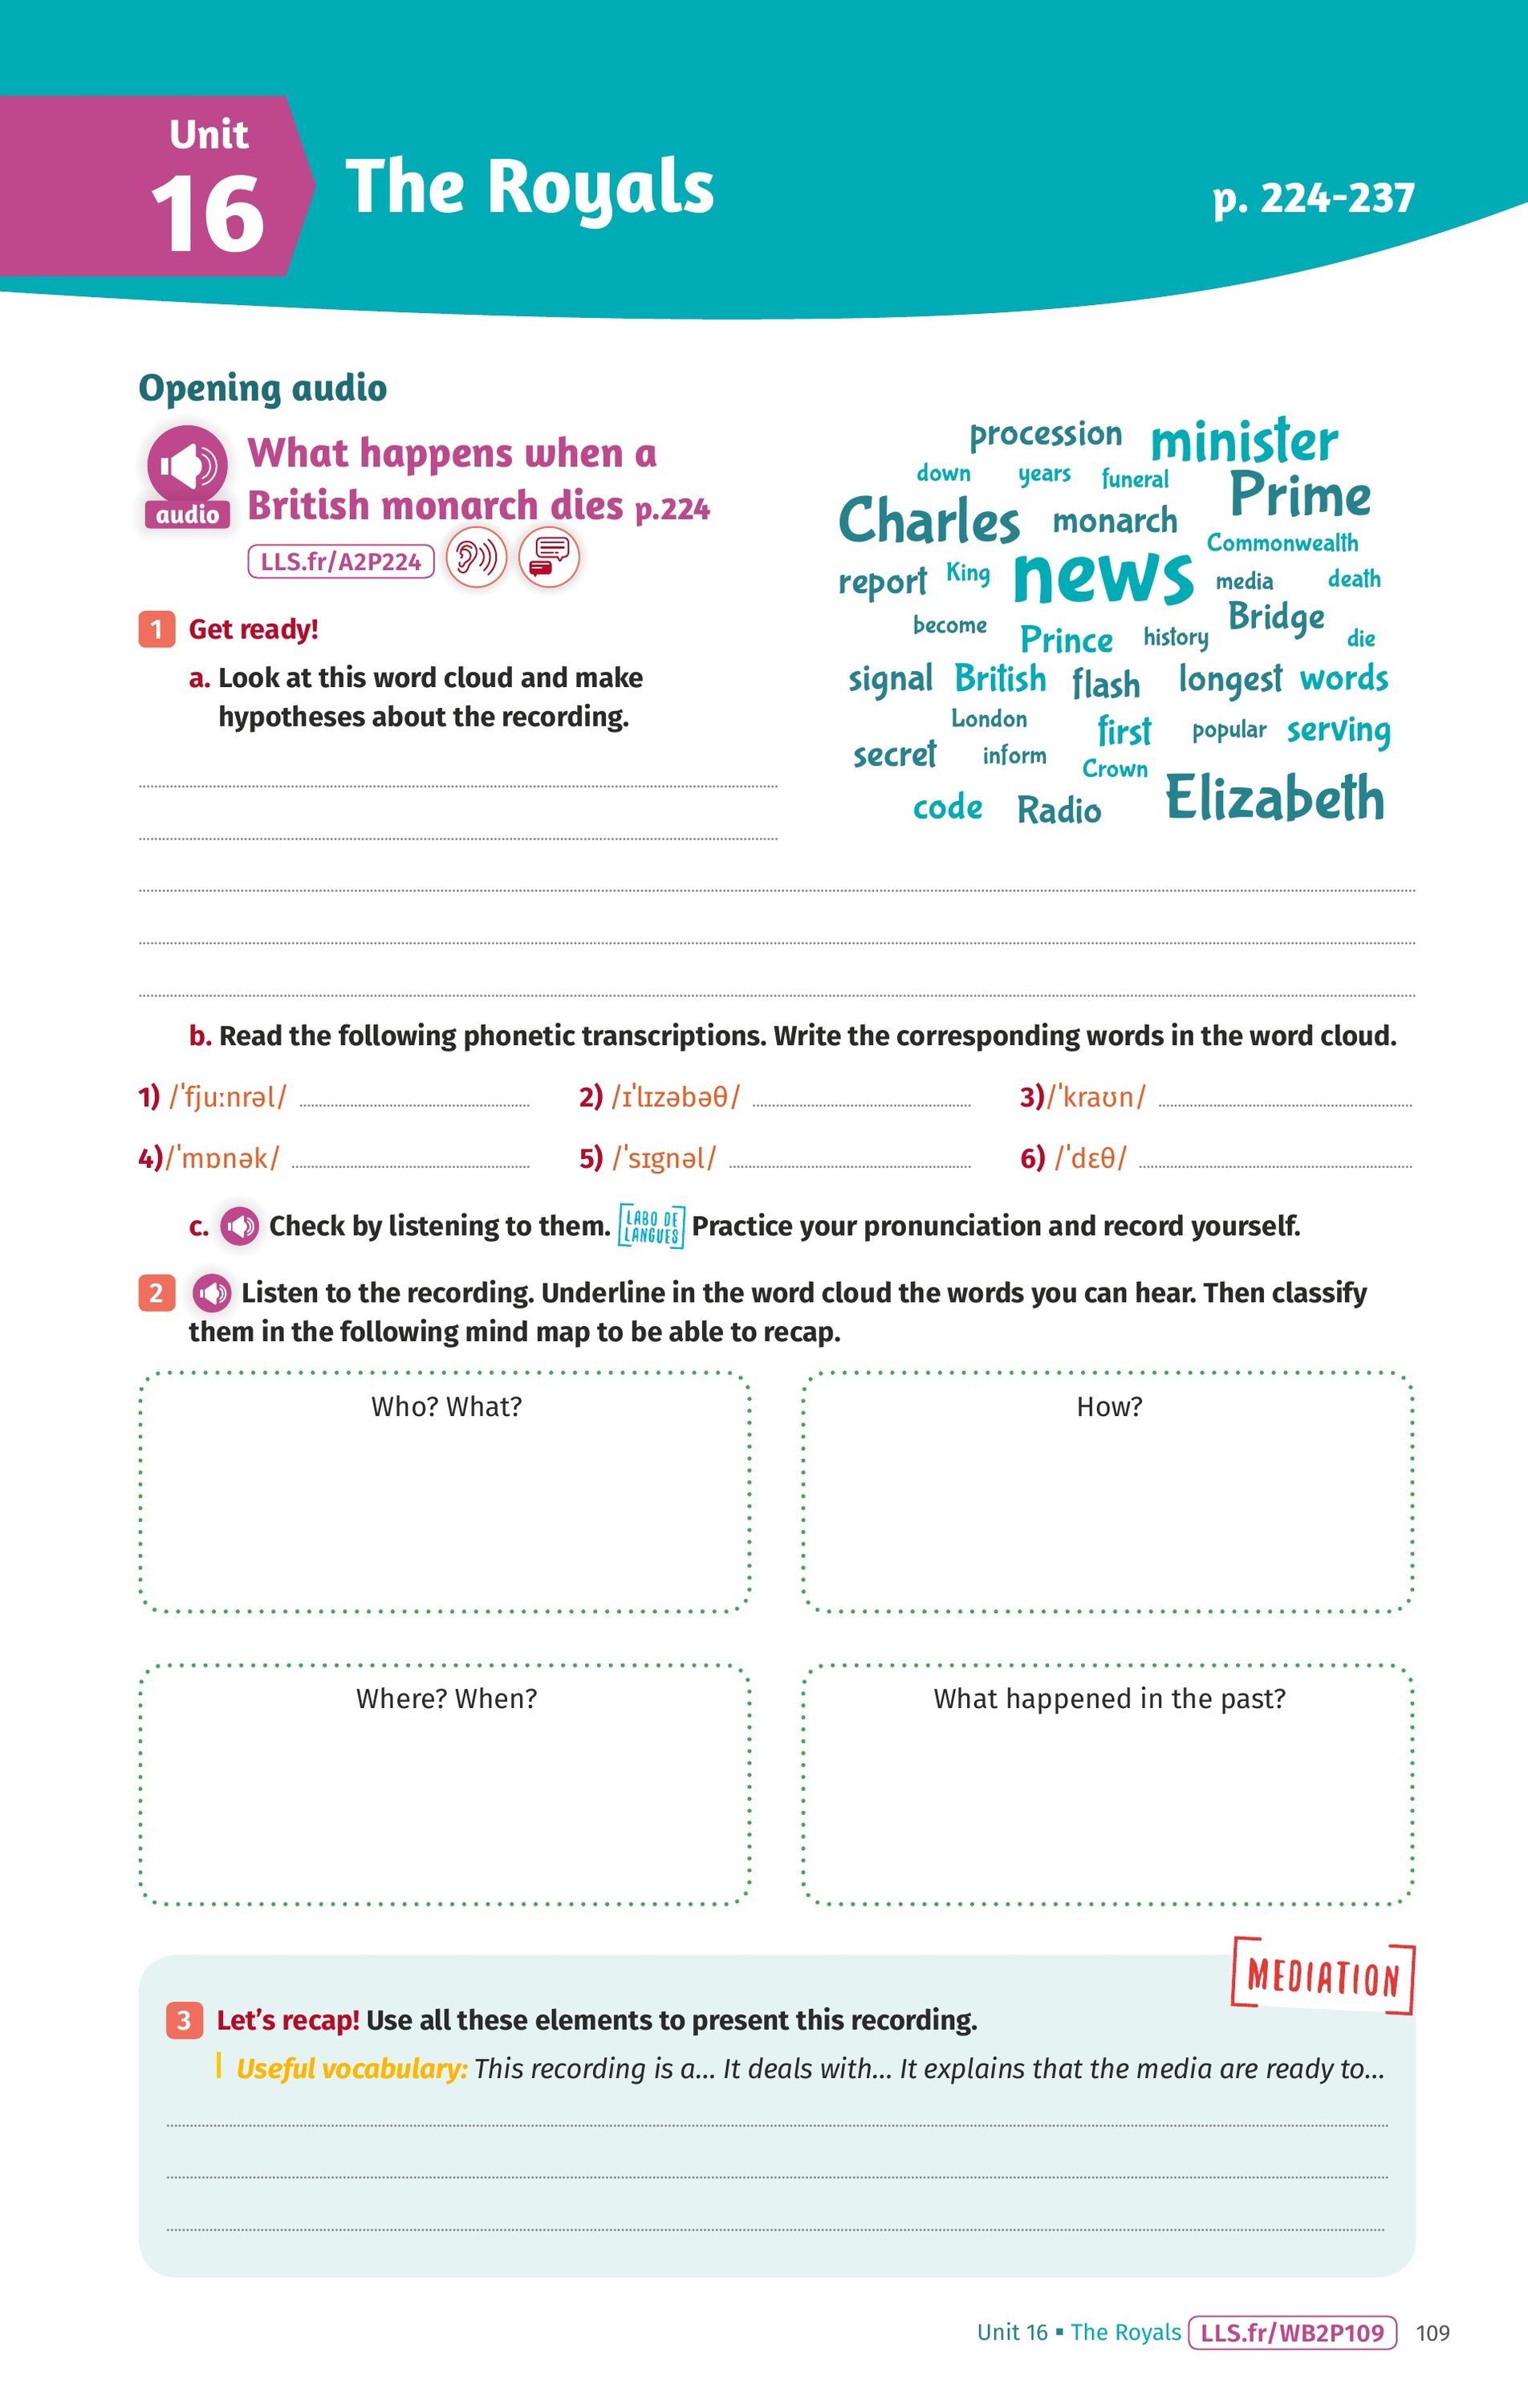 Unit
16
The Royals
p. 224-237
Opening audio
audio
What happens when a
British monarch dies p.224
LLS.fr/A2P224
procession minister
down years funeral
Prime
Charles monarch
Commonwealth
report King news media death
Bridge
become Prince history die
signal British flash longest words
London first popular serving
secret inform
Crown
code Radio Elizabeth
1 Get ready!
a. Look at this word cloud and make
hypotheses about the recording.
b. Read the following phonetic transcriptions. Write the corresponding words in the word cloud.
1) /ˈfjuːnrəl/ 2) /ɪˈlɪzəbəθ/ 3)/ˈkraʊn/
4)/ˈmɒnək/ 5) /ˈsɪgnəl/ 6) /ˈdɛθ/
c. Check by listening to them. LABO DE LANGUES Practice your pronunciation and record yourself.
2 Listen to the recording. Underline in the word cloud the words you can hear. Then classify
them in the following mind map to be able to recap.
Who? What? How?
Where? When? What happened in the past?
MEDIATION
3 Let's recap! Use all these elements to present this recording.
Useful vocabulary: This recording is a... It deals with... It explains that the media are ready to...
Unit 16 ▪ The Royals LLS.fr/WB2P109 109